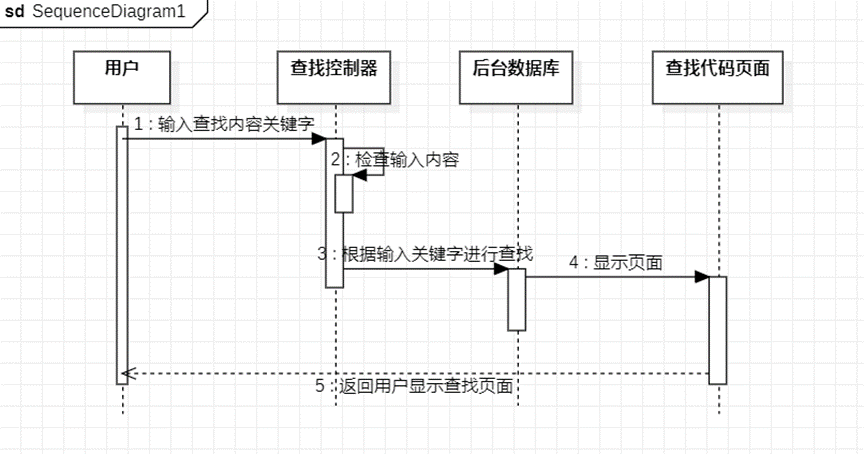 sd SequenceDiagram1
用户
查找控制器
后台数据库
查找代码页面
1 : 输入查找内容关键字
2 : 检查输入内容
3 : 根据输入关键字进行查找
4 : 显示页面
5 : 返回用户显示查找页面